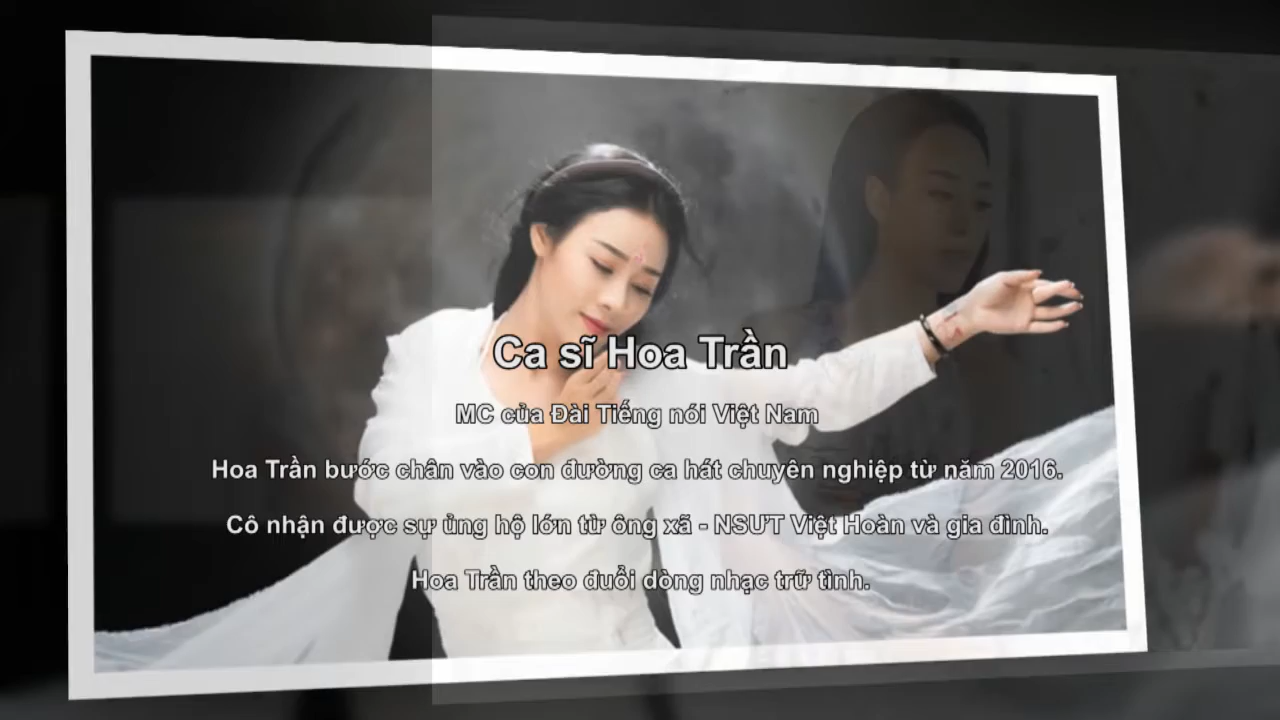 Ca sĩ Hoa Trần
MC của Đài Tiếng nói Việt Nam
Hoa Trần bước chân vào con đường ca hát chuyên nghiệp từ năm 2016.
Cô nhận được sự ủng hộ lớn từ ông xã - NSƯT Việt Hoàn và gia đình.
Hoa Trần theo đuổi dòng nhạc trữ tình.